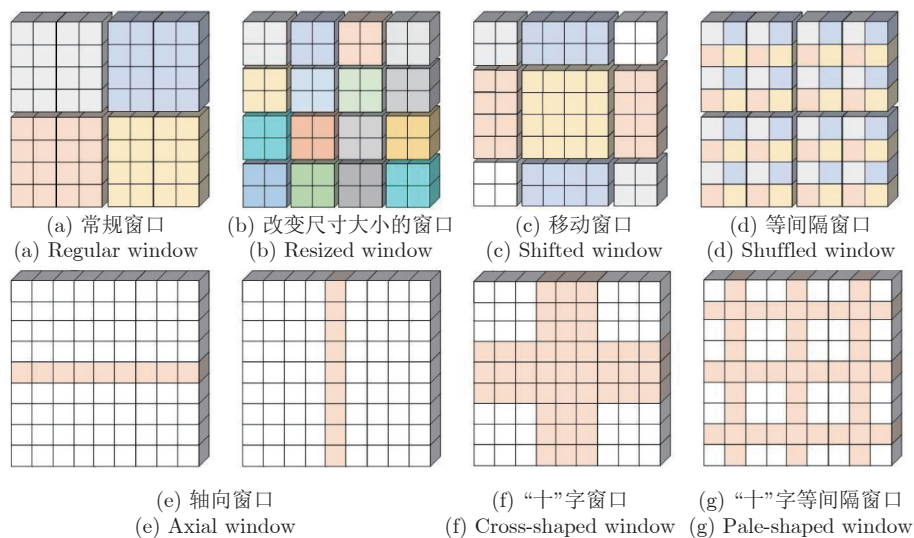 (a) 常规窗口
(a) Regular window
(b) 改变尺寸大小的窗口
(b) Resized window
(c) 移动窗口
(c) Shifted window
(d) 等间隔窗口
(d) Shuffled window
(e) 轴向窗口
(e) Axial window
(f) “十”字窗口
(f) Cross-shaped window
(g) “十”字等间隔窗口
(g) Pale-shaped window